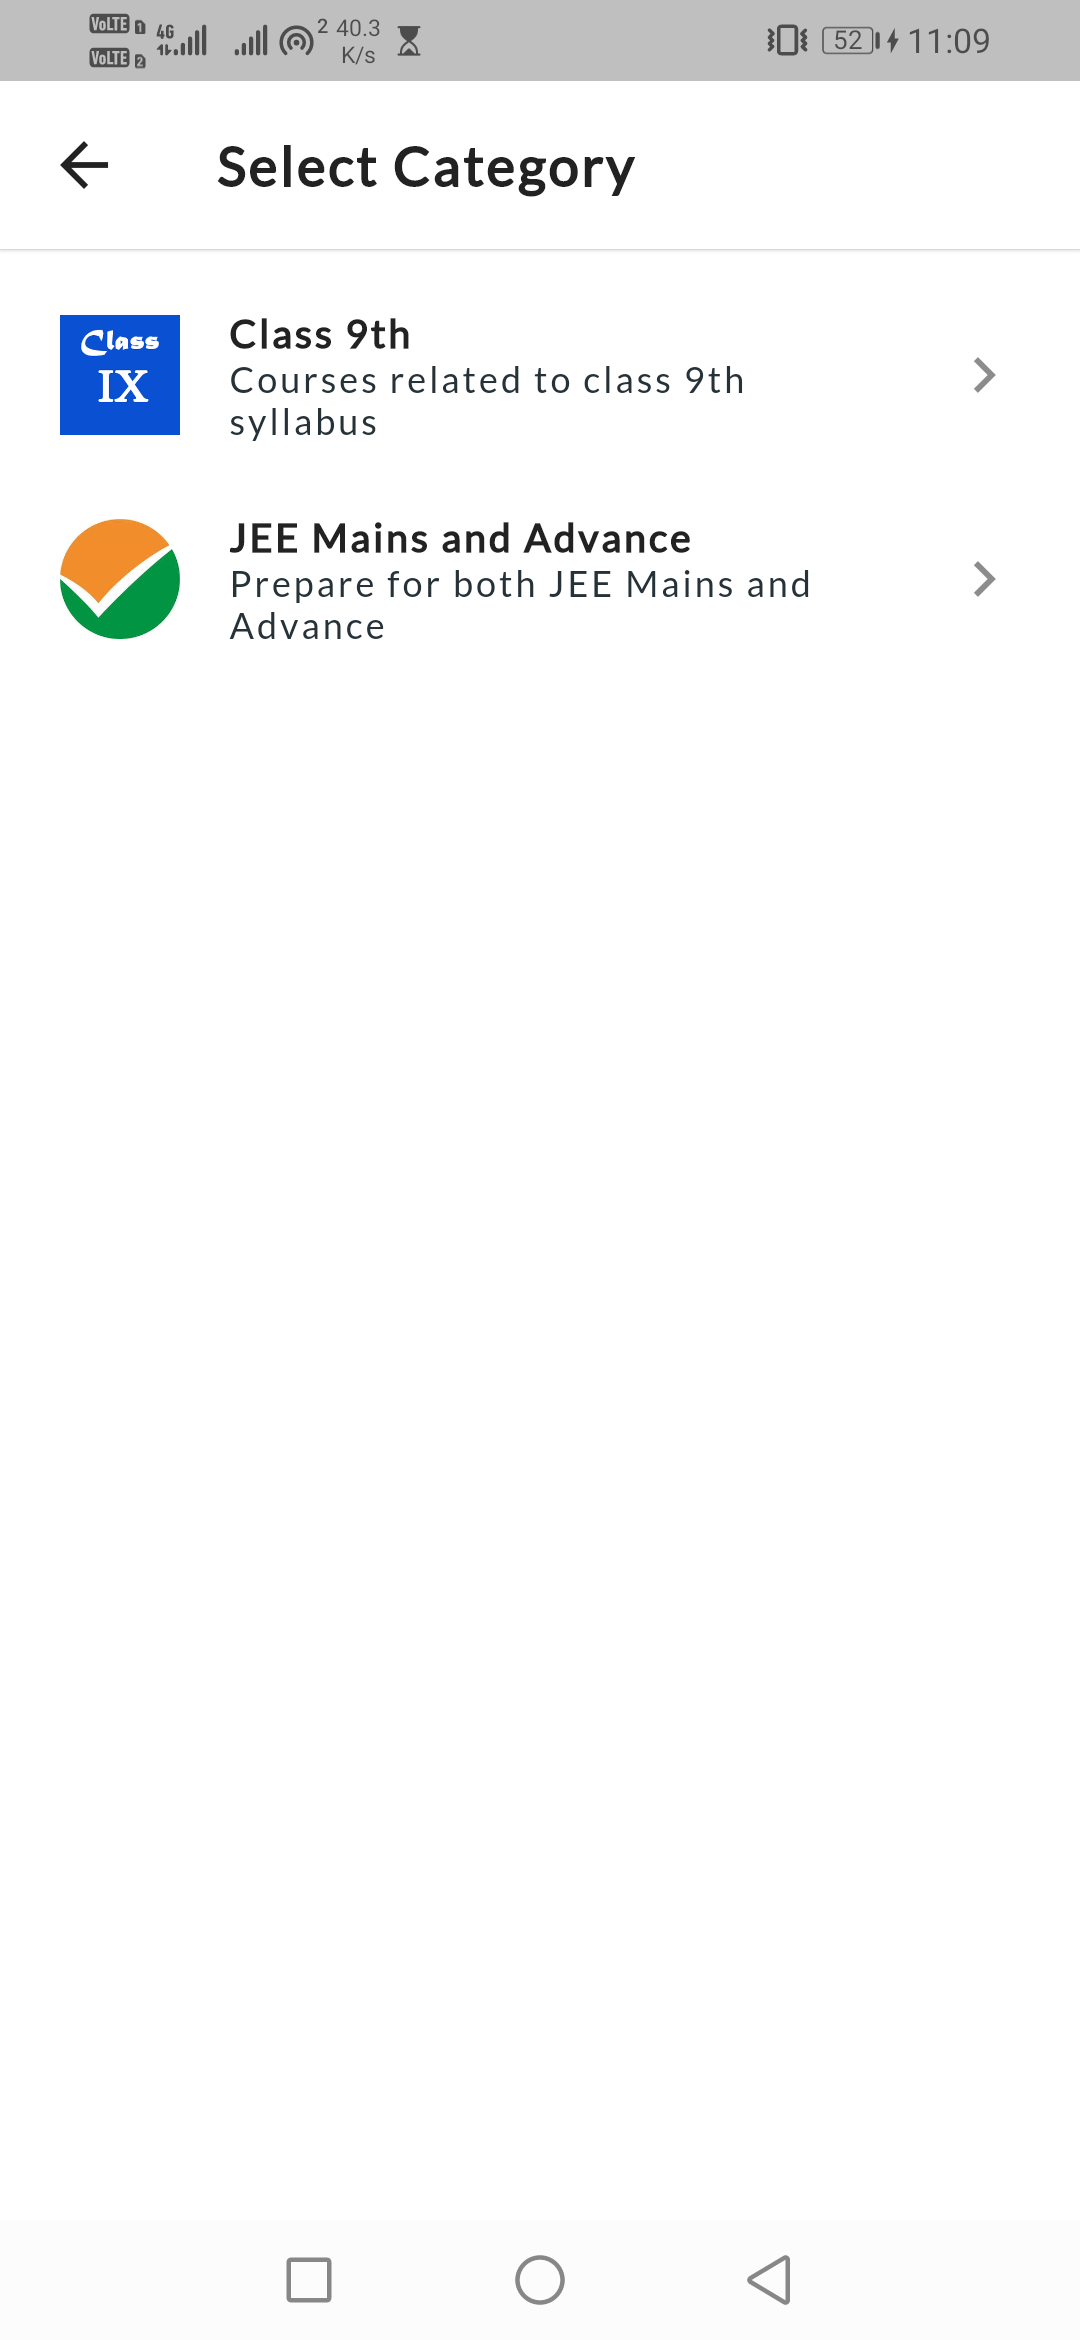 VoLTE 1
VoLTE 2
4G
2
40.3
K/s
52
11:09
Select Category
Class
IX
Class 9th
Courses related to class 9th
syllabus
JEE Mains and Advance
Prepare for both JEE Mains and
Advance